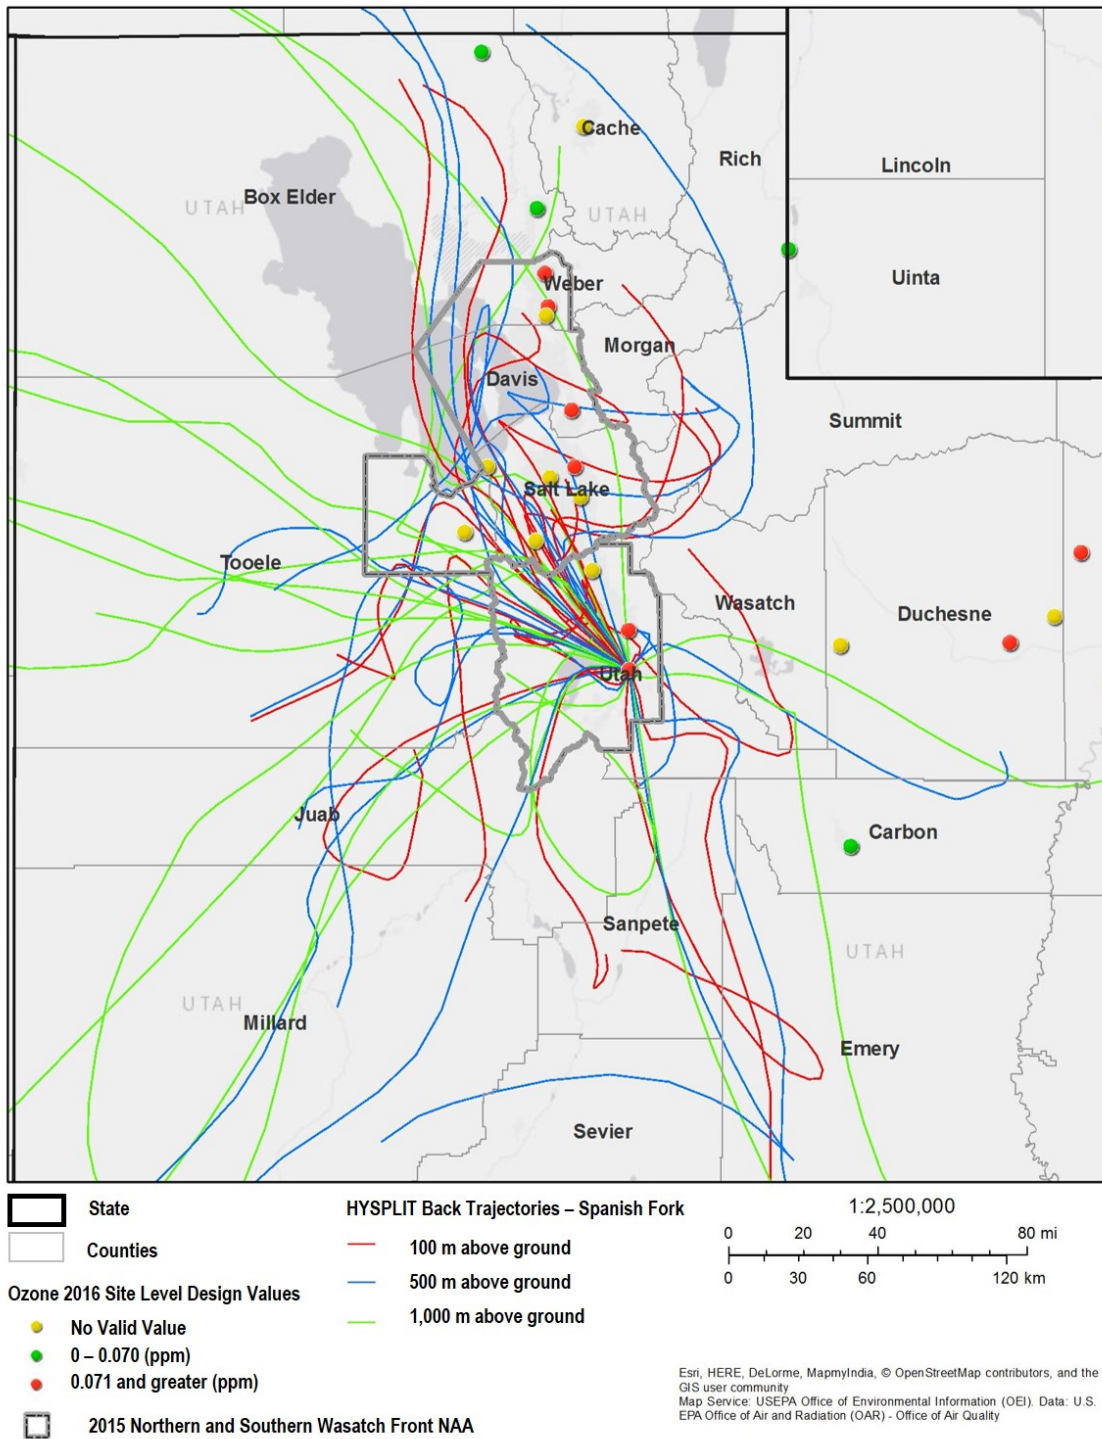 Cache
Rich
Lincoln
Box Elder
UTAH
UTAH
Uinta
Weber
Morgan
Davis
Summit
Salt Lake
Tooele
Wasatch
Duchesne
Utah
Juab
Carbon
Sanpete
UTAH
UTAH
Millard
Emery
Sevier
State
Counties
Ozone 2016 Site Level Design Values
No Valid Value
0 – 0.070 (ppm)
0.071 and greater (ppm)
2015 Northern and Southern Wasatch Front NAA
HYSPLIT Back Trajectories – Spanish Fork
100 m above ground
500 m above ground
1,000 m above ground
1:2,500,000
0 20 40 80 mi
0 30 60 120 km
Esri, HERE, DeLorme, MapmyIndia, © OpenStreetMap contributors, and the
GIS user community
Map Service: USEPA Office of Environmental Information (OEI). Data: U.S.
EPA Office of Air and Radiation (OAR) - Office of Air Quality